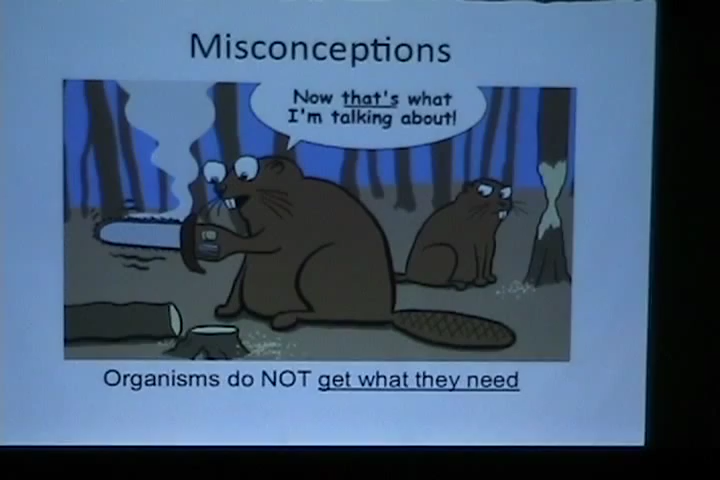 Misconceptions
Now that's what
I'm talking about!
Organisms do NOT get what they need